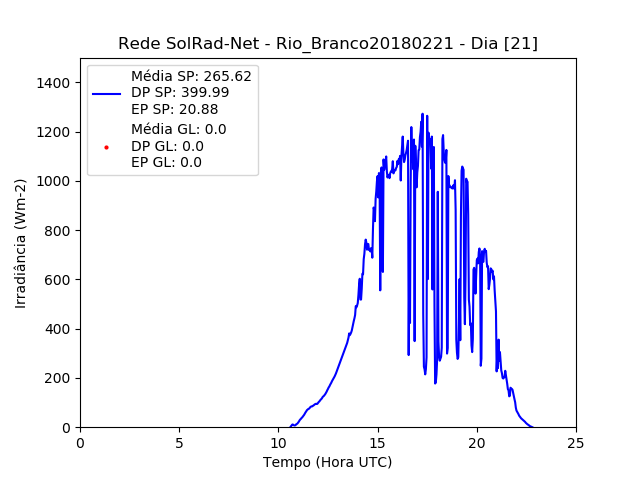 Rede SolRad-Net - Rio_Branco20180221 - Dia [21]
Média SP: 265.62
DP SP: 399.99
EP SP: 20.88
Média GL: 0.0
DP GL: 0.0
EP GL: 0.0
Irradiância (Wm-2)
1400
1200
1000
800
600
400
200
0
0 5 10 15 20 25
Tempo (Hora UTC)